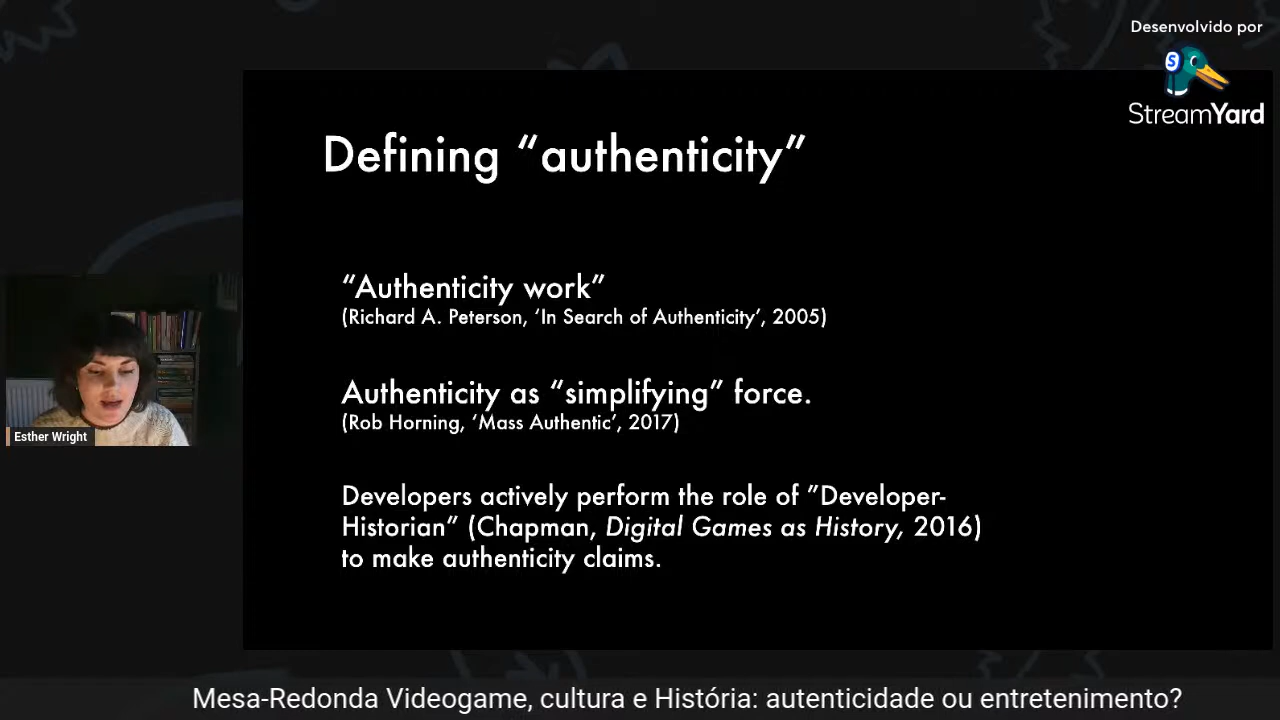 Desenvolvido por
S
StreamYard
Defining “authenticity”
“Authenticity work”
(Richard A. Peterson, ‘In Search of Authenticity’, 2005)
Authenticity as “simplifying” force.
(Rob Horning, ‘Mass Authentic’, 2017)
Developers actively perform the role of ”Developer-
Historian” (Chapman, Digital Games as History, 2016)
to make authenticity claims.
Esther Wright
Mesa-Redonda Videogame, cultura e História: autenticidade ou entretenimento?